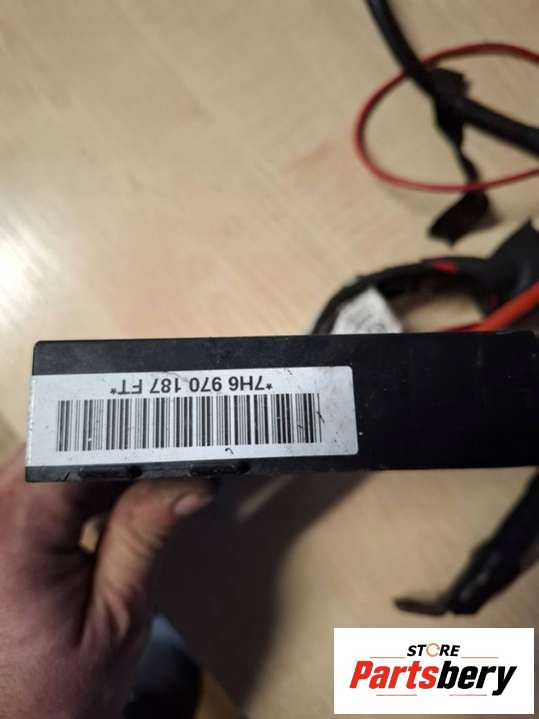 *7H6 970 187 FT*
STORE
Partsbery